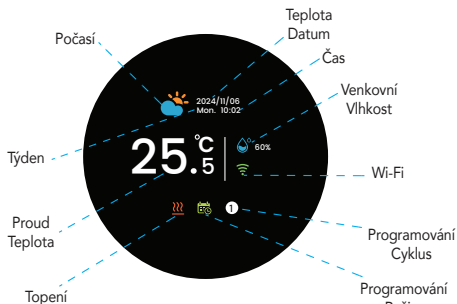 Teplota
Datum
Počasí
Čas
2024/11/06
Mon. 10:02
Venkovní
Vlhkost
60%
25.5
°C
Týden
Wi-Fi
Proud
Teplota
1
Programování
Cyklus
Topení
Programování